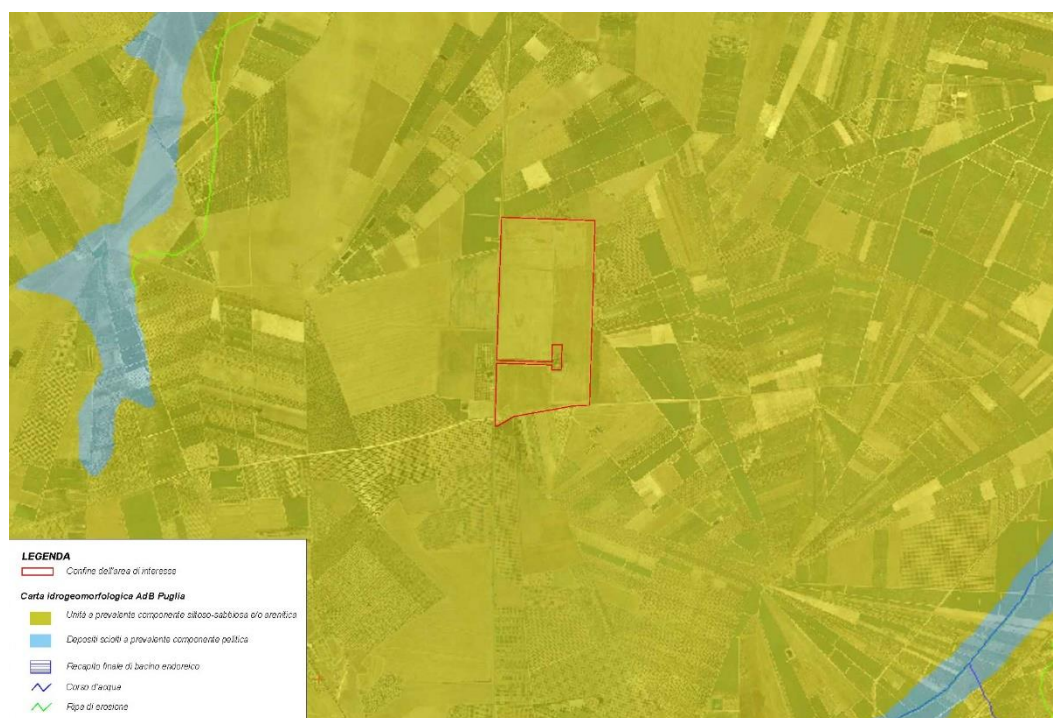 LEGENDA
Confine dell'area di interesse
Carta idrogeomorfologica AdB Puglia
Unità a prevalente componente siltoso-sabbiosa e/o arenitica
Depositi sciolti a prevalente componente pelitica
Recapito finale di bacino endoreico
Corso d'acqua
Ripa di erosione